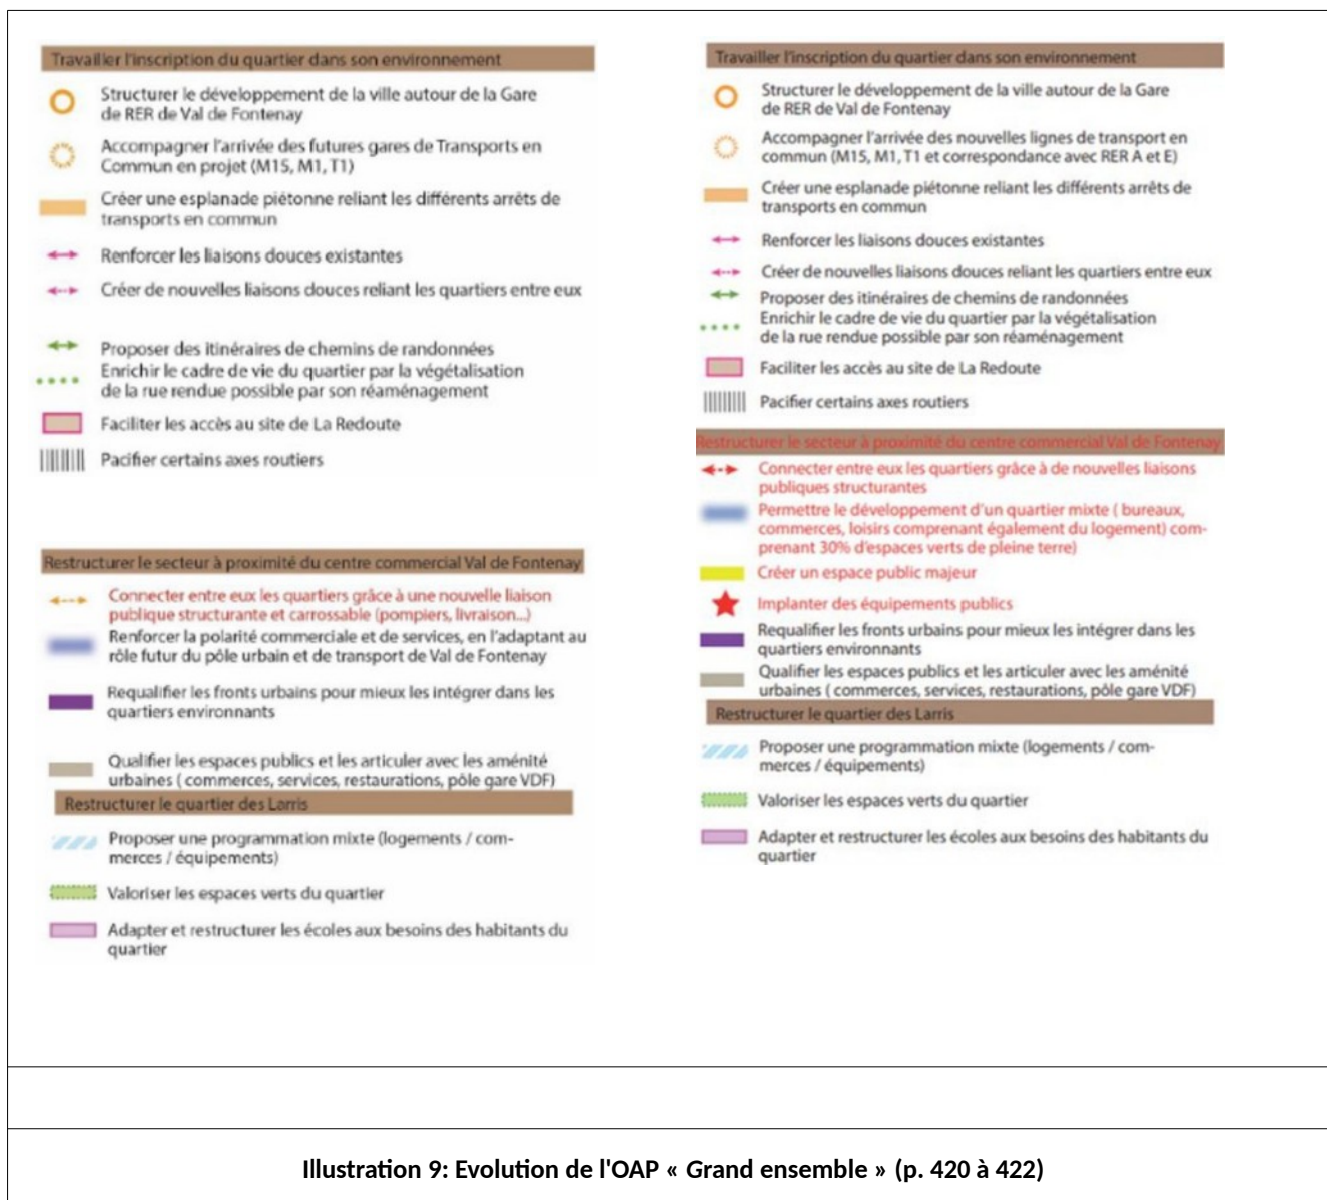 Travailler l'inscription du quartier dans son environnement
Structurer le développement de la ville autour de la Gare
de RER de Val de Fontenay
Accompagner l'arrivée des futures gares de Transports en
Commun en projet (M15, M1, T1)
Créer une esplanade piétonne reliant les différents arrêts de
transports en commun
Renforcer les liaisons douces existantes
Créer de nouvelles liaisons douces reliant les quartiers entre eux
Proposer des itinéraires de chemins de randonnées
Enrichir le cadre de vie du quartier par la végétalisation
de la rue rendue possible par son réaménagement
Faciliter les accès au site de La Redoute
Pacifier certains axes routiers
Restructurer le secteur à proximité du centre commercial Val de Fontenay
Connecter entre eux les quartiers grâce à une nouvelle liaison
publique structurante et carrossable (pompiers, livraison...)
Renforcer la polarité commerciale et de services, en l'adaptant au
rôle futur du pôle urbain et de transport de Val de Fontenay
Requalifier les fronts urbains pour mieux les intégrer dans les
quartiers environnants
Qualifier les espaces publics et les articuler avec les aménité
urbaines ( commerces, services, restaurations, pôle gare VDF)
Restructurer le quartier des Larris
Proposer une programmation mixte (logements / com-
merces / équipements)
Valoriser les espaces verts du quartier
Adapter et restructurer les écoles aux besoins des habitants du
quartier
Travailler l'inscription du quartier dans son environnement
Structurer le développement de la ville autour de la Gare
de RER de Val de Fontenay
Accompagner l'arrivée des nouvelles lignes de transport en
commun (M15, M1, T1 et correspondance avec RER A et E)
Créer une esplanade piétonne reliant les différents arrêts de
transports en commun
Renforcer les liaisons douces existantes
Créer de nouvelles liaisons douces reliant les quartiers entre eux
Proposer des itinéraires de chemins de randonnées
Enrichir le cadre de vie du quartier par la végétalisation
de la rue rendue possible par son réaménagement
Faciliter les accès au site de La Redoute
Pacifier certains axes routiers
Restructurer le secteur à proximité du centre commercial Val de Fontenay
Connecter entre eux les quartiers grâce à de nouvelles liaisons
publiques structurantes
Permettre le développement d'un quartier mixte ( bureaux,
commerces, loisirs comprenant également du logement) com-
prenant 30% d'espaces verts de pleine terre)
Créer un espace public majeur
Implanter des équipements publics
Requalifier les fronts urbains pour mieux les intégrer dans les
quartiers environnants
Qualifier les espaces publics et les articuler avec les aménité
urbaines ( commerces, services, restaurations, pôle gare VDF)
Restructurer le quartier des Larris
Proposer une programmation mixte (logements / com-
merces / équipements)
Valoriser les espaces verts du quartier
Adapter et restructurer les écoles aux besoins des habitants du
quartier
Illustration 9: Evolution de l'OAP « Grand ensemble » (p. 420 à 422)